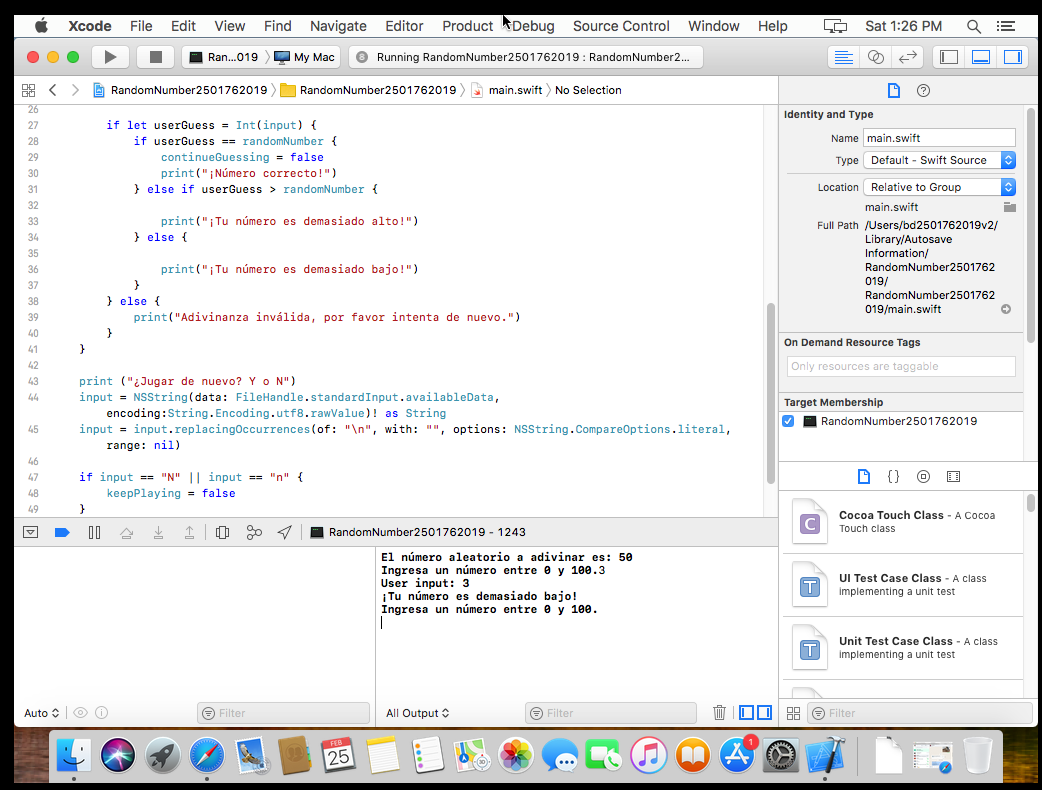 Xcode File Edit View Find Navigate Editor Product Debug Source Control Window Help Sat 1:26 PM
Ran...019 My Mac 8 Running RandomNumber2501762019 : RandomNumber2...
RandomNumber2501762019 RandomNumber2501762019 main.swift No Selection
26
27 if let userGuess = Int(input) {
28 if userGuess == randomNumber {
29 continueGuessing = false
30 print("¡Número correcto!")
31 } else if userGuess > randomNumber {
32
33 print("¡Tu número es demasiado alto!")
34 } else {
35
36 print("¡Tu número es demasiado bajo!")
37 }
38 } else {
39 print("Adivinanza inválida, por favor intenta de nuevo.")
40 }
41 }
42
43 print ("¿Jugar de nuevo? Y o N")
44 input = NSString(data: FileHandle.standardInput.availableData,
encoding:String.Encoding.utf8.rawValue)! as String
45 input = input.replacingOccurrences(of: "\n", with: "", options: NSString.CompareOptions.literal,
range: nil)
46
47 if input == "N" || input == "n" {
48 keepPlaying = false
49 }
Identity and Type
Name main.swift
Type Default - Swift Source
Location Relative to Group
main.swift
Full Path /Users/bd2501762019v2/
Library/Autosave
Information/
RandomNumber2501762
019/
RandomNumber2501762
019/main.swift
On Demand Resource Tags
Only resources are taggable
Target Membership
RandomNumber2501762019
{}
C
Cocoa Touch Class - A Cocoa
Touch class
T
UI Test Case Class - A class
implementing a unit test
T
Unit Test Case Class - A class
implementing a unit test
Filter
RandomNumber2501762019 - 1243
El número aleatorio a adivinar es: 50
Ingresa un número entre 0 y 100.3
User input: 3
¡Tu número es demasiado bajo!
Ingresa un número entre 0 y 100.
Auto Filter All Output Filter
FEB
25
3D
1